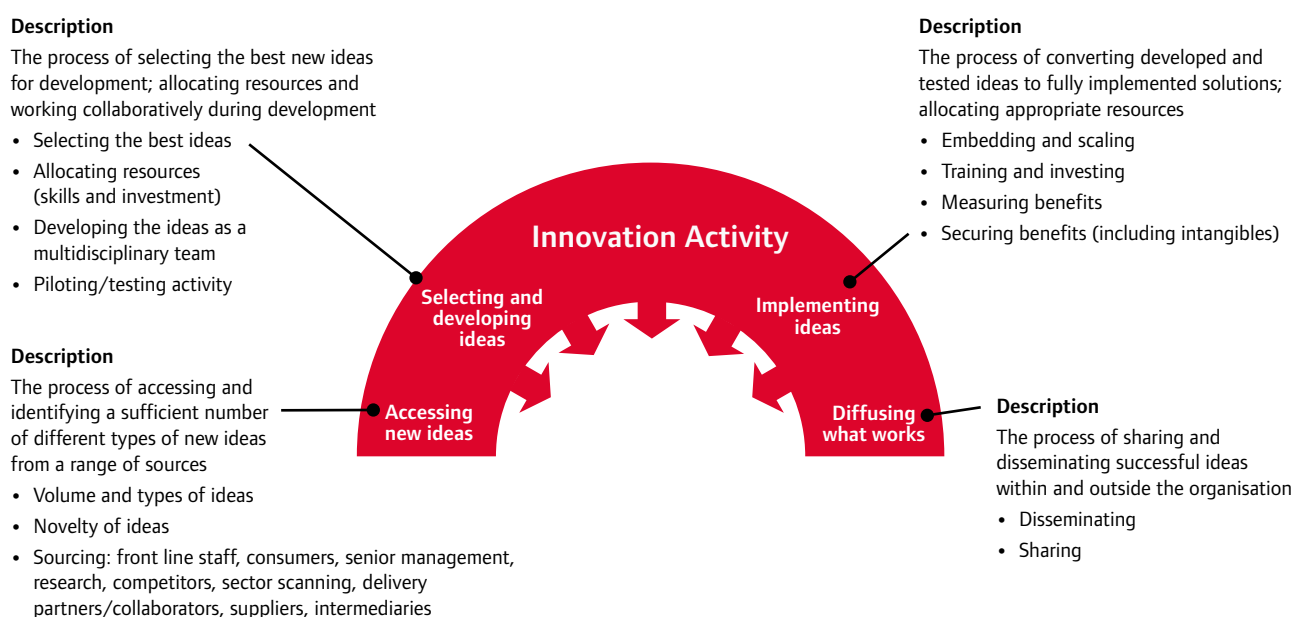 Description
The process of selecting the best new ideas
for development; allocating resources and
working collaboratively during development
• Selecting the best ideas
• Allocating resources
(skills and investment)
• Developing the ideas as a
multidisciplinary team
• Piloting/testing activity
Description
The process of accessing and
identifying a sufficient number
of different types of new ideas
from a range of sources
• Volume and types of ideas
• Novelty of ideas
• Sourcing: front line staff, consumers, senior management,
research, competitors, sector scanning, delivery
partners/collaborators, suppliers, intermediaries
Innovation Activity
Accessing
new ideas
Selecting and
developing
ideas
Implementing
ideas
Diffusing
what works
Description
The process of converting developed and
tested ideas to fully implemented solutions;
allocating appropriate resources
• Embedding and scaling
• Training and investing
• Measuring benefits
• Securing benefits (including intangibles)
Description
The process of sharing and
disseminating successful ideas
within and outside the organisation
• Disseminating
• Sharing